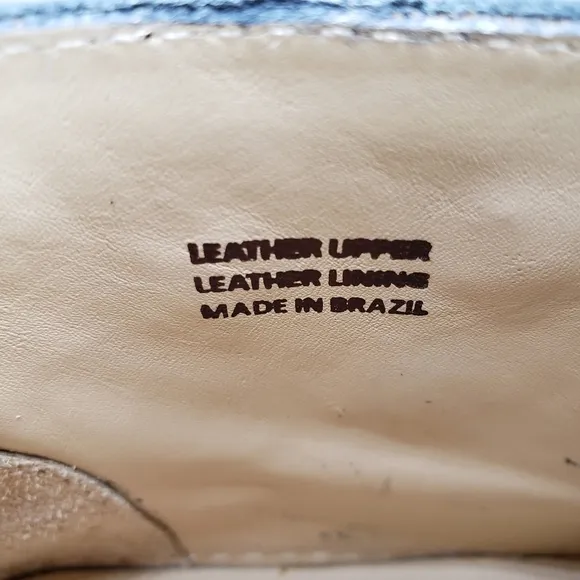 LEATHER UPPER
LEATHER LINING
MADE IN BRAZIL